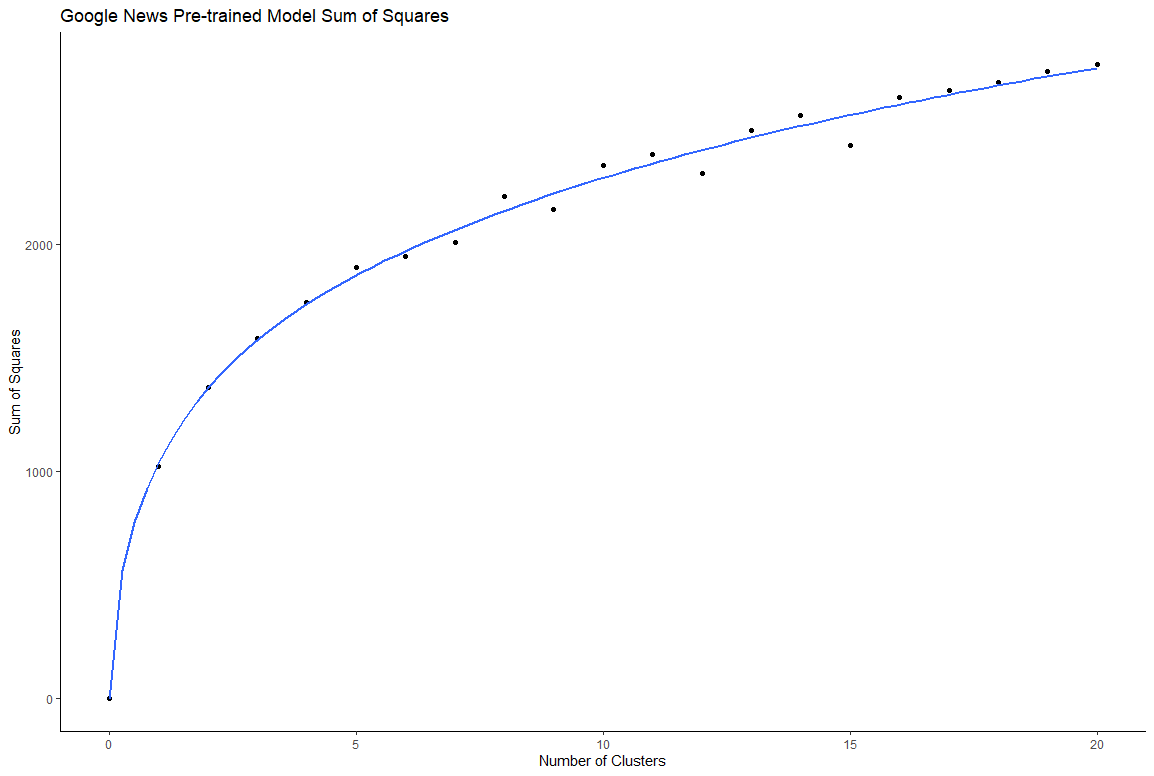 Google News Pre-trained Model Sum of Squares
Sum of Squares
2000
1000
0
0 5 10 15 20
Number of Clusters